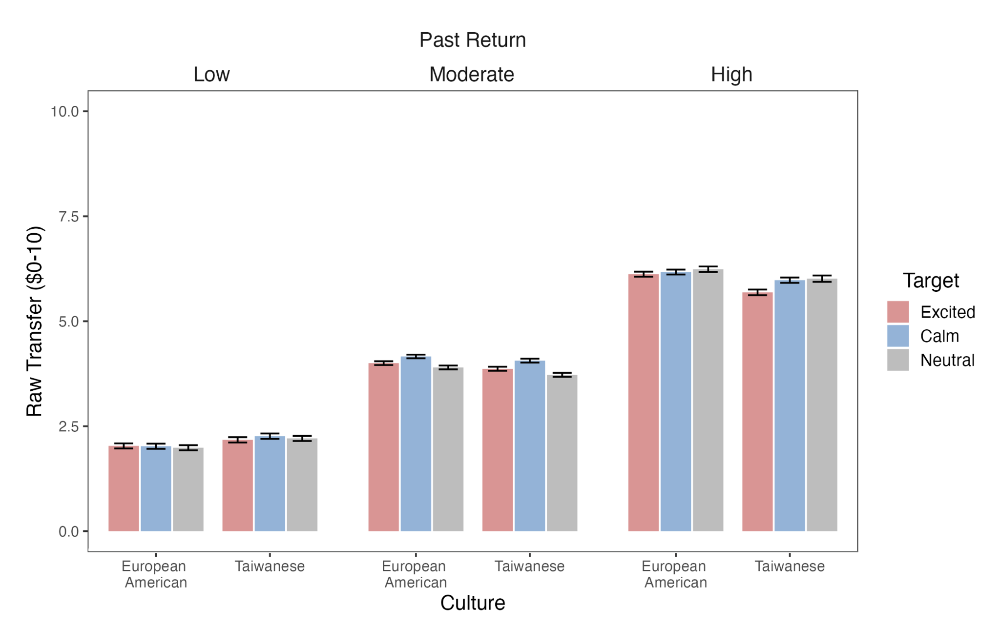 Past Return
Low Moderate High
10.0
7.5
5.0
2.5
0.0
Raw Transfer ($0-10)
European American
Taiwanese
European American
Taiwanese
European American
Taiwanese
Culture
Target
Excited
Calm
Neutral